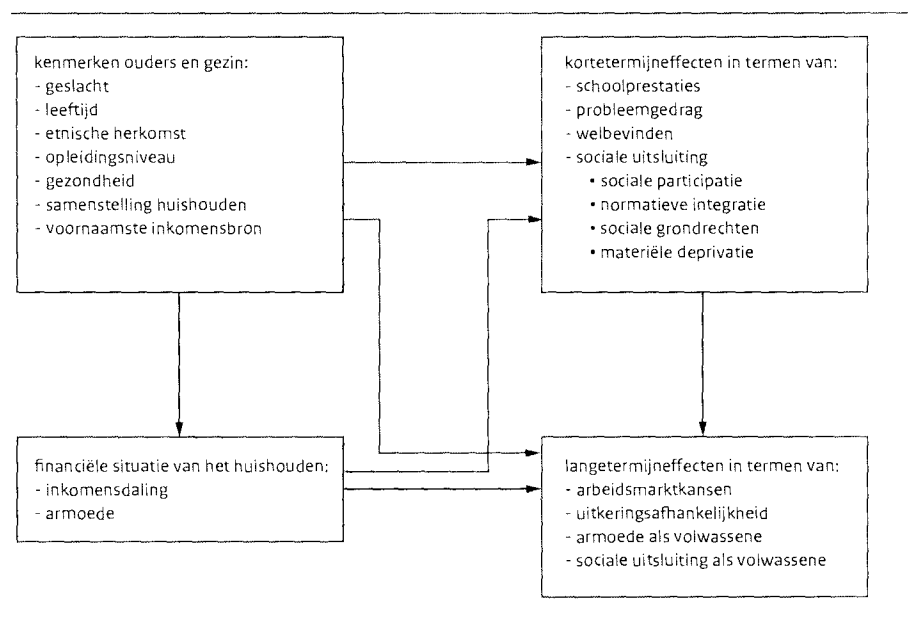 kenmerken ouders en gezin:
- geslacht
- leeftijd
- etnische herkomst
- opleidingsniveau
- gezondheid
- samenstelling huishouden
- voornaamste inkomensbron
kortetermijneffecten in termen van:
- schoolprestaties
- probleemgedrag
- welbevinden
- sociale uitsluiting
• sociale participatie
• normatieve integratie
• sociale grondrechten
• materiële deprivatie
financiële situatie van het huishouden:
- inkomensdaling
- armoede
langetermijneffecten in termen van:
- arbeidsmarktkansen
- uitkeringsafhankelijkheid
- armoede als volwassene
- sociale uitsluiting als volwassene